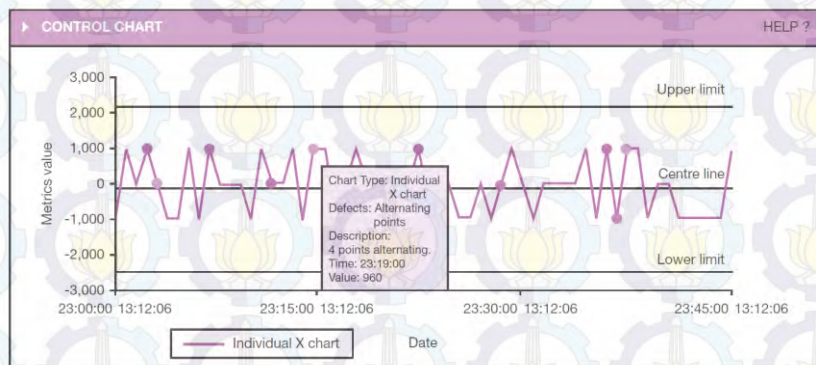 CONTROL CHART
HELP ?
3,000
2,000
1,000
0
-1,000
-2,000
-3,000
Metrics value
Upper limit
Centre line
Lower limit
Chart Type: Individual
X chart
Defects: Alternating
points
Description:
4 points alternating.
Time: 23:19:00
Value: 960
23:00:00 13:12:06
23:15:00 13:12:06
23:30:00 13:12:06
23:45:00 13:12:06
Individual X chart
Date